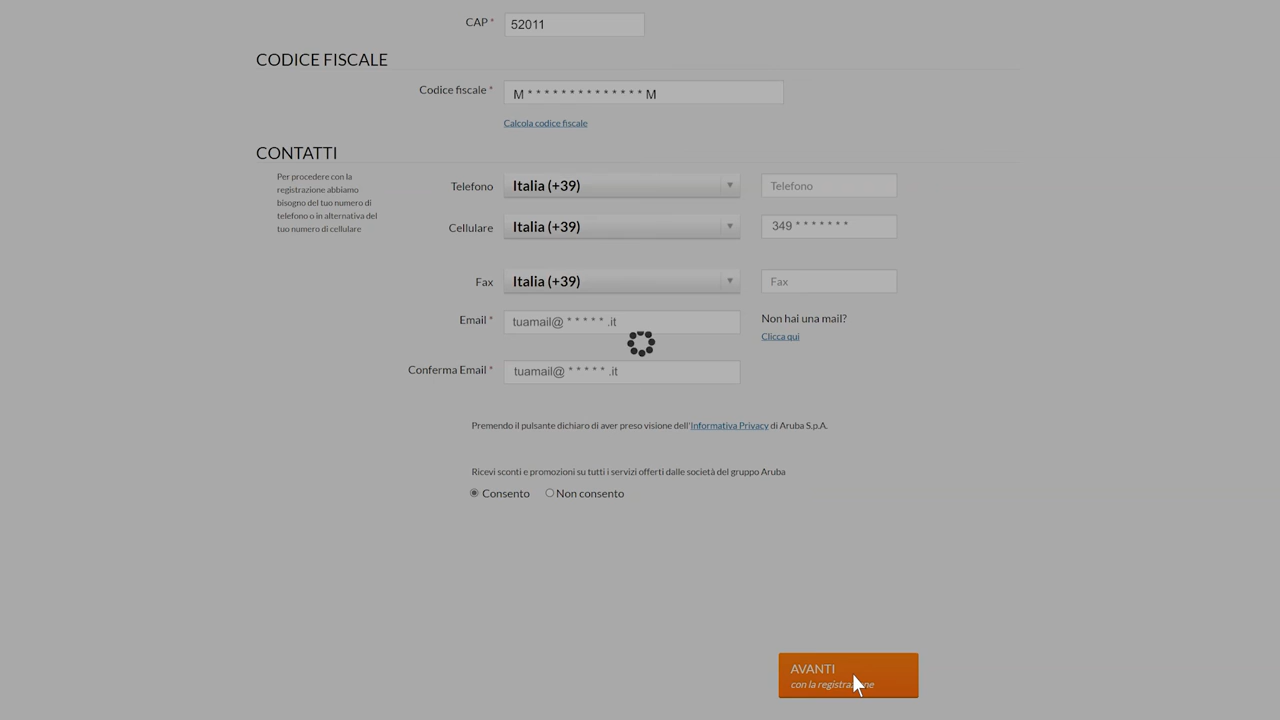 CAP * 52011
CODICE FISCALE
Codice fiscale * M * * * * * * * * * * * * * * M
Calcola codice fiscale
CONTATTI
Per procedere con la
registrazione abbiamo
bisogno del tuo numero di
telefono o in alternativa del
tuo numero di cellulare
Telefono Italia (+39) Telefono
Cellulare Italia (+39) 349 * * * * * * *
Fax Italia (+39) Fax
Email * tuamail@ * * * * * .it Non hai una mail?
Clicca qui
Conferma Email * tuamail@ * * * * * .it
Premendo il pulsante dichiaro di aver preso visione dell'Informativa Privacy di Aruba S.p.A.
Ricevi sconti e promozioni su tutti i servizi offerti dalle società del gruppo Aruba
Consento Non consento
AVANTI
con la registrazione